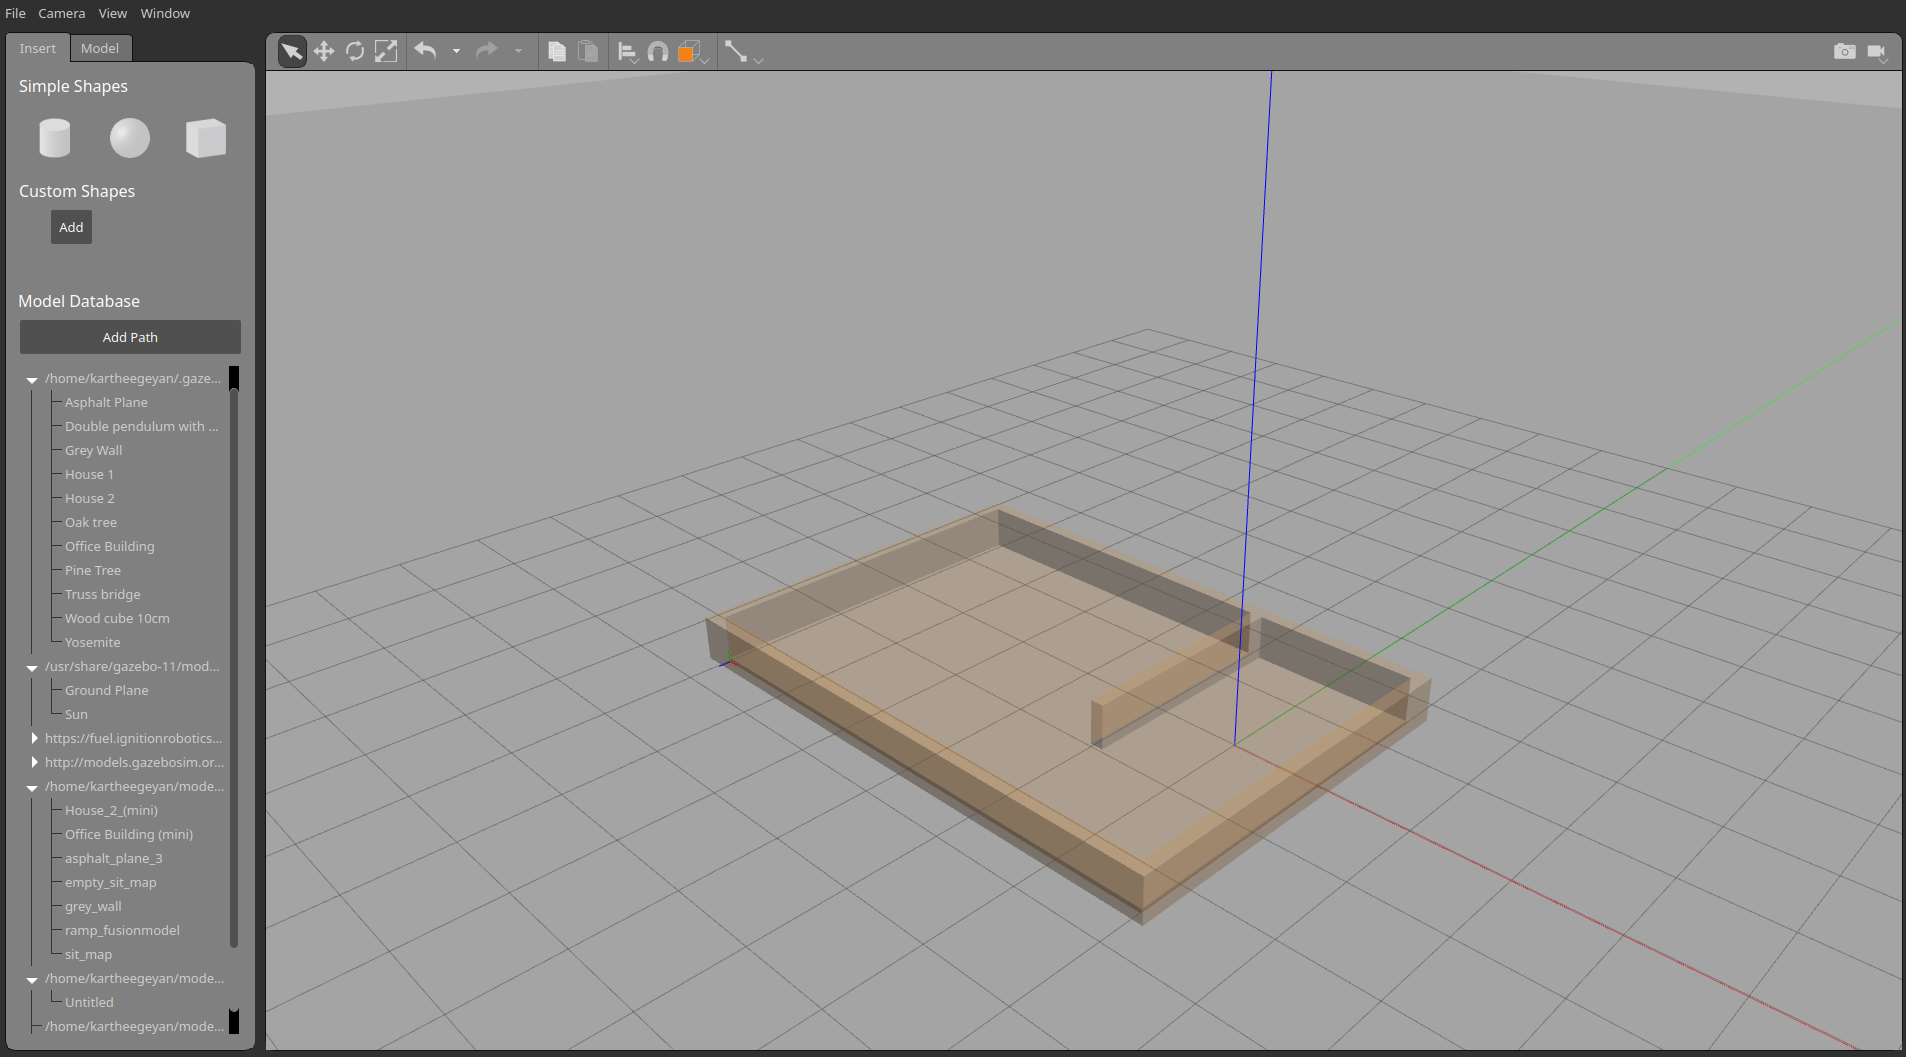 File Camera View Window
Insert Model
Simple Shapes
Custom Shapes
Add
Model Database
Add Path
/home/kartheegeyan/.gaze...
Asphalt Plane
Double pendulum with ...
Grey Wall
House 1
House 2
Oak tree
Office Building
Pine Tree
Truss bridge
Wood cube 10cm
Yosemite
/usr/share/gazebo-11/mod...
Ground Plane
Sun
https://fuel.ignitionrobotics...
http://models.gazebosim.or...
/home/kartheegeyan/mode...
House_2_(mini)
Office Building (mini)
asphalt_plane_3
empty_sit_map
grey_wall
ramp_fusionmodel
sit_map
/home/kartheegeyan/mode...
Untitled
/home/kartheegeyan/mode...